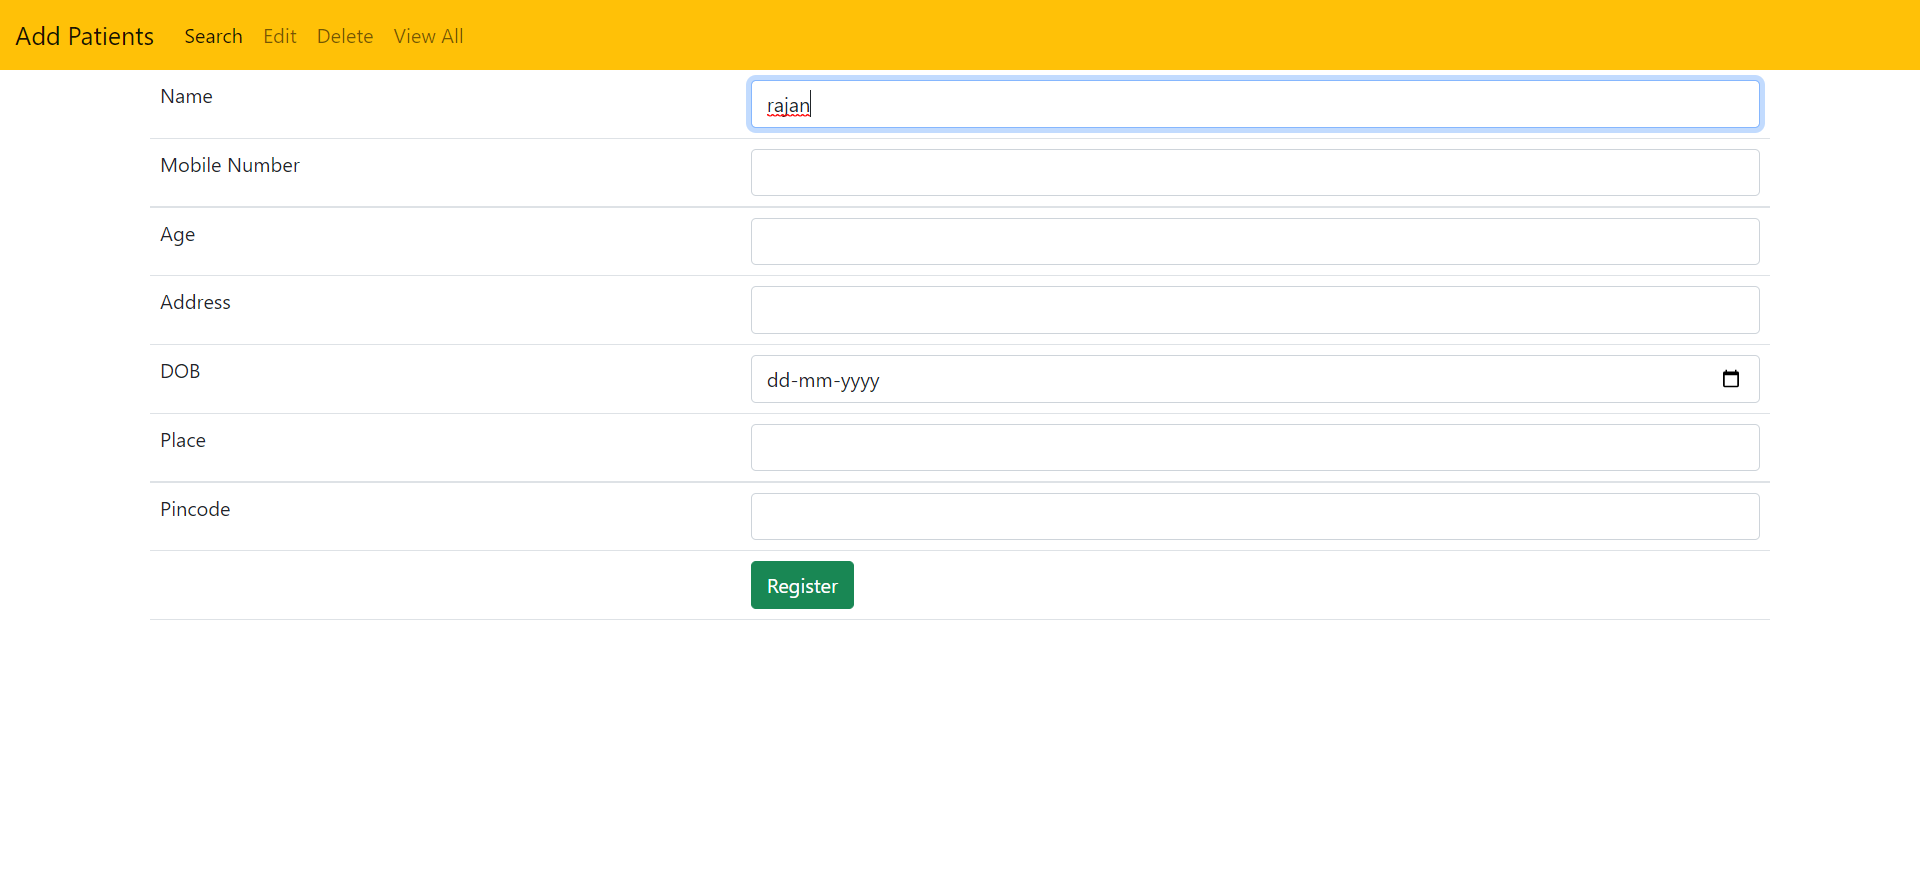 Add Patients Search Edit Delete View All
Name rajan
Mobile Number
Age
Address
DOB dd-mm-yyyy
Place
Pincode
Register